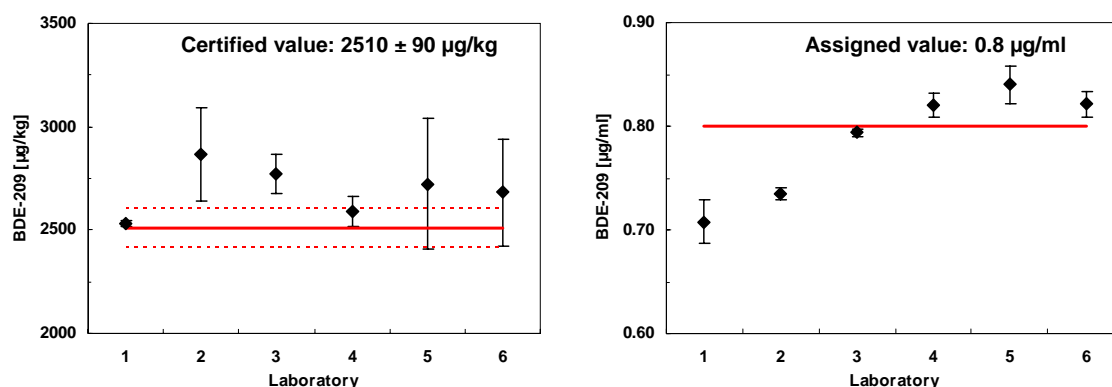 Certified value: 2510 ± 90 µg/kg
BDE-209 [µg/kg]
3500
3000
2500
2000
1 2 3 4 5 6
Laboratory
Assigned value: 0.8 µg/ml
BDE-209 [µg/ml]
0.90
0.80
0.70
0.60
1 2 3 4 5 6
Laboratory